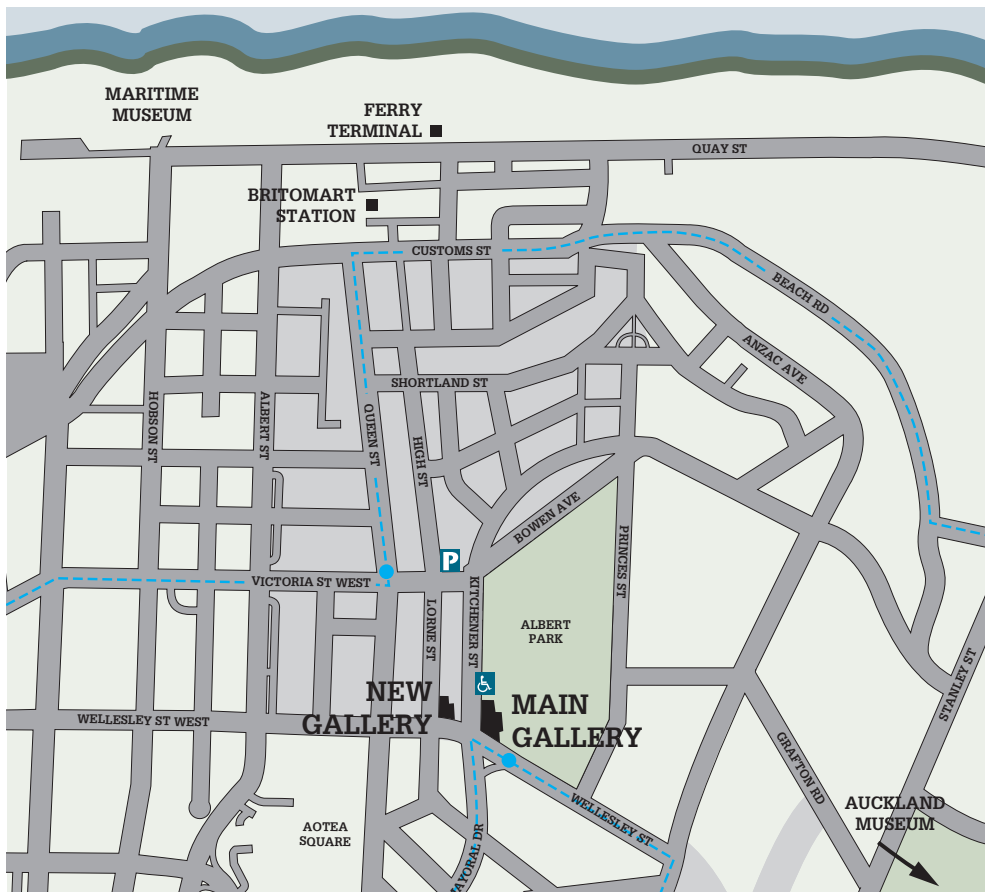 MARITIME
MUSEUM
FERRY
TERMINAL
QUAY ST
BRITOMART
STATION
CUSTOMS ST
BEACH RD
ANZAC AVE
SHORTLAND ST
HOBSON ST
ALBERT ST
QUEEN ST
HIGH ST
BOWEN AVE
PRINCES ST
P
VICTORIA ST WEST
KITCHENER ST
LORNE ST
ALBERT
PARK
STANLEY ST
NEW
GALLERY
MAIN
GALLERY
WELLESLEY ST WEST
GRAFTON RD
WELLESLEY ST
AUCKLAND
MUSEUM
AOTEA
SQUARE
MAYORAL DR